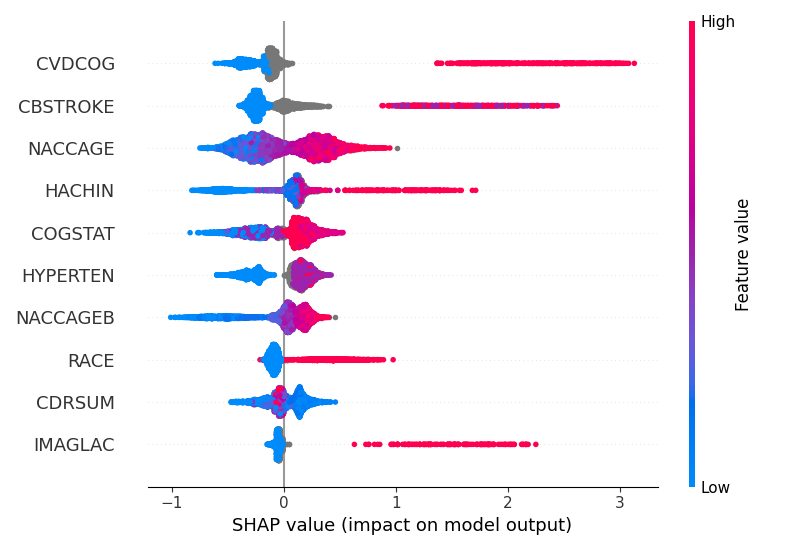 High
CVDCOG
CBSTROKE
NACCAGE
HACHIN
COGSTAT
HYPERTEN
NACCAGEB
RACE
CDRSUM
IMAGLAC
Feature value
Low
−1 0 1 2 3
SHAP value (impact on model output)